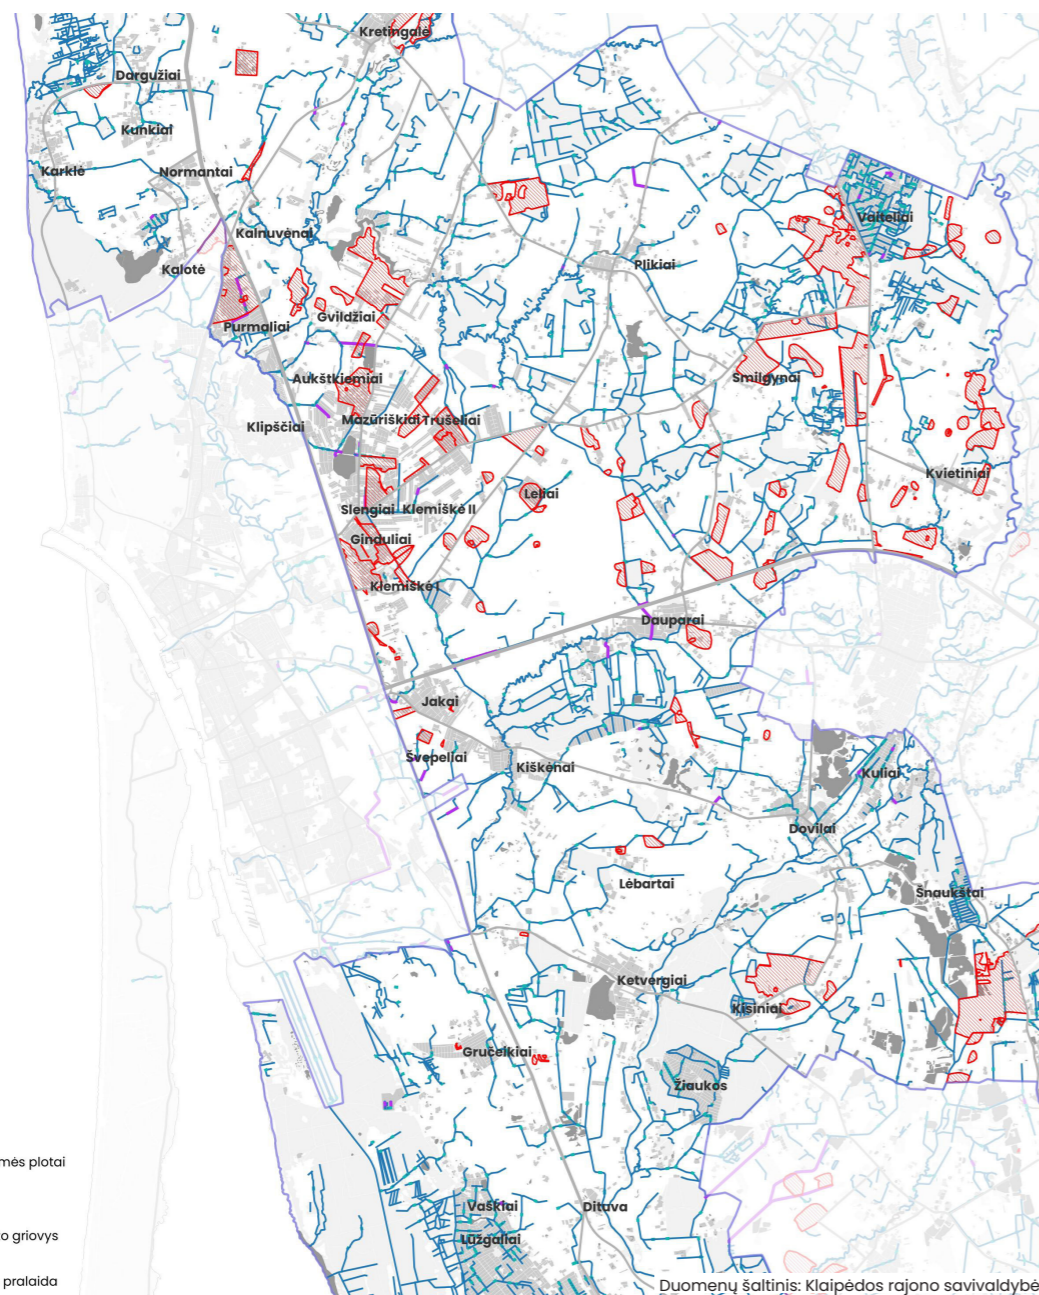 Kretingalė
Dargužiai
Kunkiai
Karklė
Normantai
Vaiteliai
Kalnuvėnai
Kalotė
Plikiai
Gvildžiai
Purmaliai
Aukštkiemiai
Smilgynai
Mazūriškiai
Trušeliai
Klipščiai
Kvietiniai
Leliai
Slengiai
Klemiškė II
Ginduliai
Klemiškė I
Dauparai
Jakai
Švepeliai
Kiškėnai
Kuliai
Dovilai
Lėbartai
Šnaukštai
Ketvergiai
Kisiniai
Gručeikiai
Žiaukos
mės plotai
Vaškiai
Ditava
o griovys
Lūžgaliai
pralaida
Duomenų šaltinis: Klaipėdos rajono savivaldybė